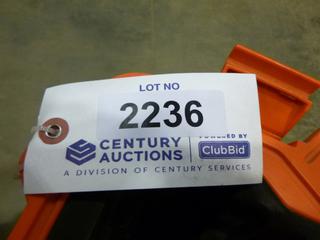 LOT NO
2236
CENTURY AUCTIONS
POWERED BY
ClubBid
A DIVISION OF CENTURY SERVICES